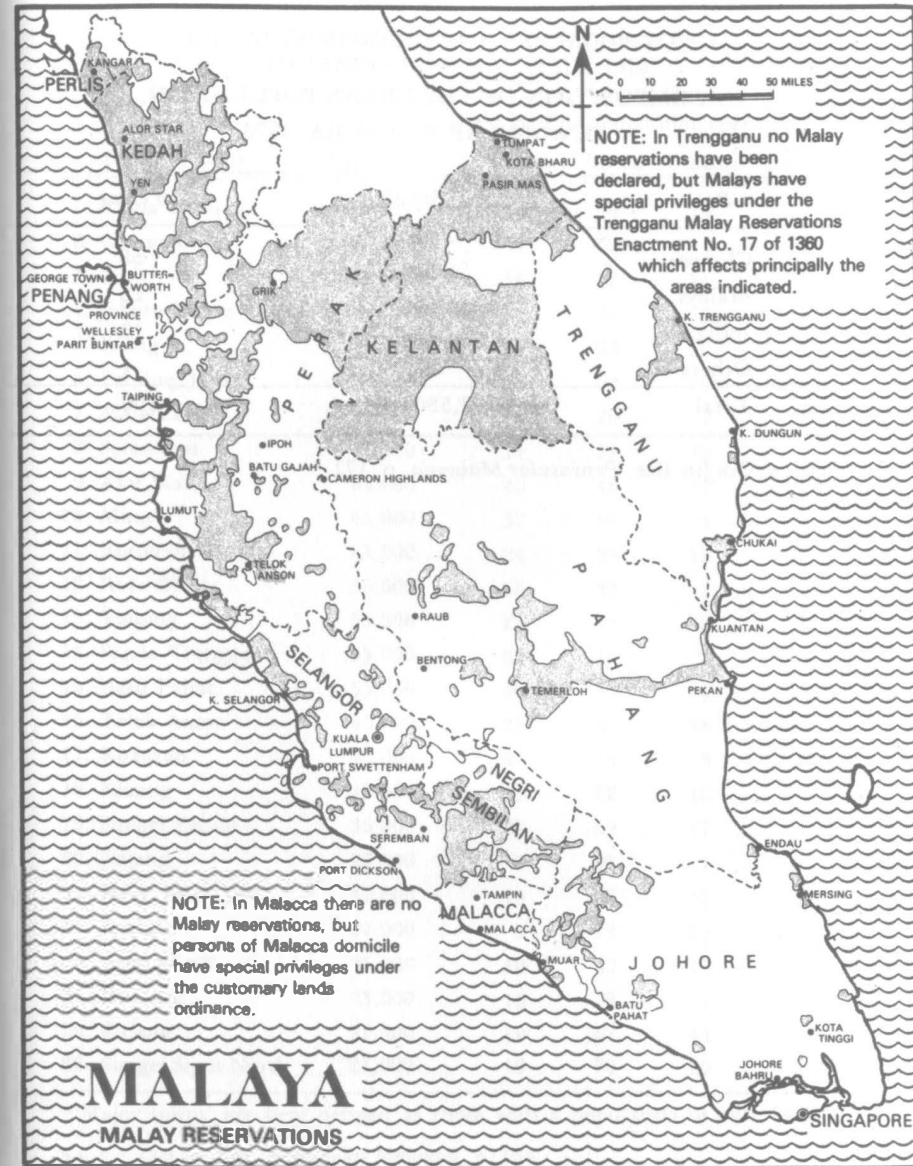 N
0 10 20 30 40 50 MILES
NOTE: In Trengganu no Malay
reservations have been
declared, but Malays have
special privileges under the
Trengganu Malay Reservations
Enactment No. 17 of 1360
which affects principally the
areas indicated.
KANGAR
PERLIS
ALOR STAR
KEDAH
YEN
TUMPAT
KOTA BHARU
PASIR MAS
GEORGE TOWN
PENANG
BUTTER-
WORTH
PROVINCE
WELLESLEY
PARIT BUNTAR
GRIK
PERAK
KELANTAN
TRENGGANU
K. TRENGGANU
TAIPING
IPOH
BATU GAJAH
CAMERON HIGHLANDS
K. DUNGUN
LUMUT
TELOK
ANSON
CHUKAI
RAUB
PAHANG
KUANTAN
BENTONG
SELANGOR
K. SELANGOR
TEMERLOH
PEKAN
KUALA
LUMPUR
PORT SWETTENHAM
NEGRI
SEMBILAN
SEREMBAN
PORT DICKSON
ENDAU
MERSING
TAMPIN
MALACCA
MALACCA
NOTE: In Malacca there are no
Malay reservations, but
persons of Malacca domicile
have special privileges under
the customary lands
ordinance.
MUAR
JOHORE
BATU
PAHAT
KOTA
TINGGI
JOHORE
BAHRU
SINGAPORE
MALAYA
MALAY RESERVATIONS